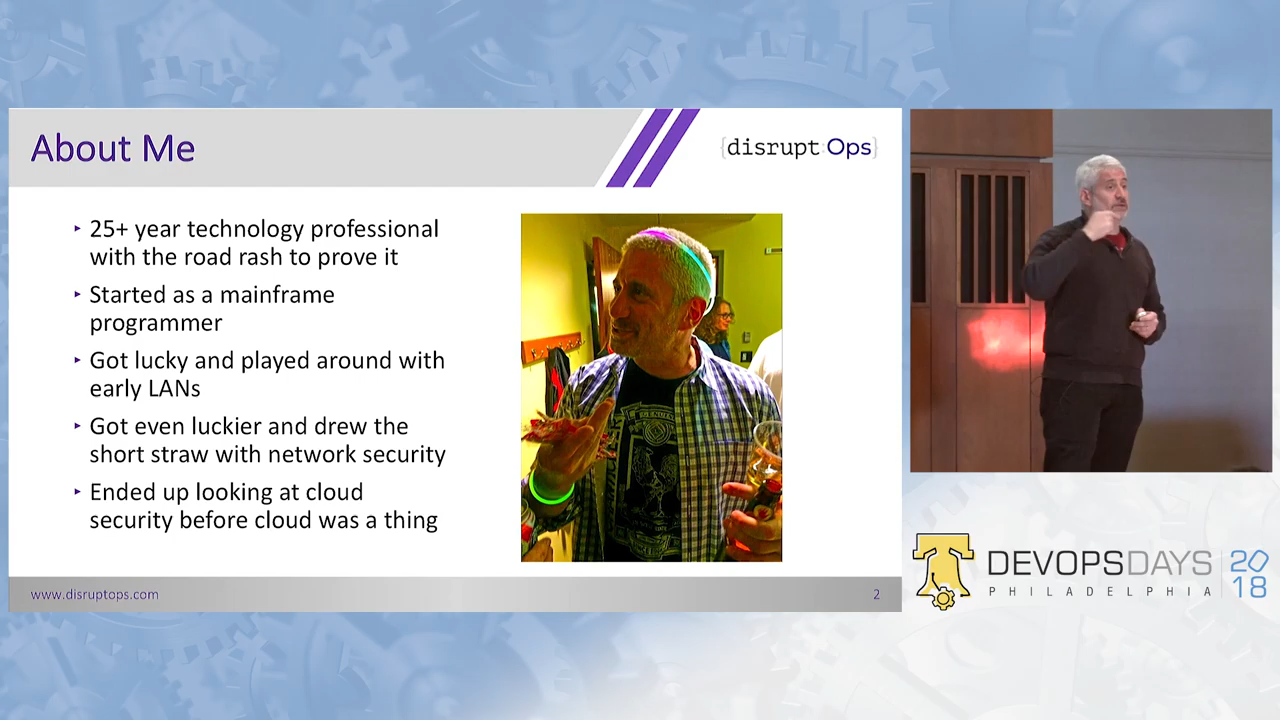 About Me
{disrupt:Ops}
25+ year technology professional
with the road rash to prove it
Started as a mainframe
programmer
Got lucky and played around with
early LANs
Got even luckier and drew the
short straw with network security
Ended up looking at cloud
security before cloud was a thing
www.disruptops.com
2
DEVOPSDAYS
PHILADELPHIA
20
18